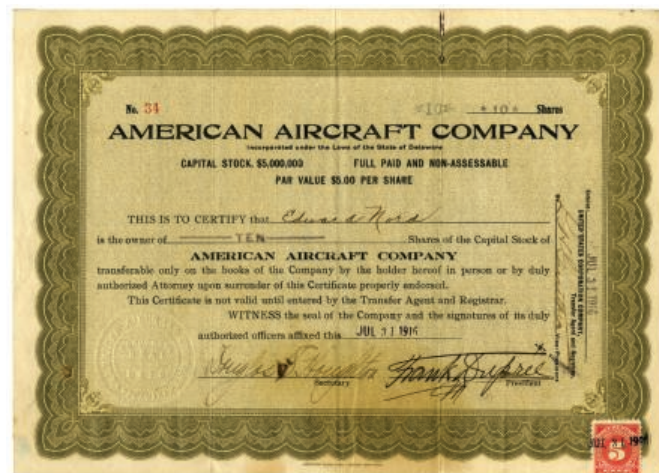 No. 34
*10* *10* Shares
AMERICAN AIRCRAFT COMPANY
Incorporated under the Laws of the State of Delaware
CAPITAL STOCK, $5,000,000 FULL PAID AND NON-ASSESSABLE
PAR VALUE $5.00 PER SHARE
THIS IS TO CERTIFY that Edward Nord
is the owner of TEN Shares of the Capital Stock of
AMERICAN AIRCRAFT COMPANY
transferable only on the books of the Company by the holder hereof in person or by duly
authorized Attorney upon surrender of this Certificate properly endorsed.
This Certificate is not valid until entered by the Transfer Agent and Registrar.
WITNESS the seal of the Company and the signatures of its duly
authorized officers affixed this JUL 31 1916
Frank Dupree
Secretary President
UNITED STATES CORPORATION COMPANY,
Transfer Agent and Registrar
JUL 31 1916
5